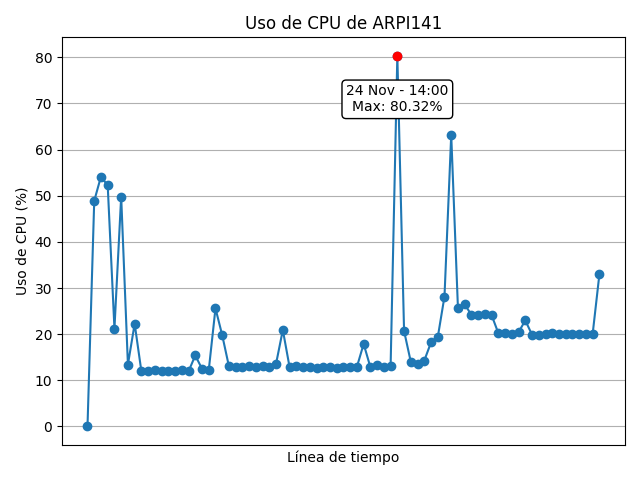 Uso de CPU de ARPI141
80
70
60
50
40
30
20
10
0
Uso de CPU (%)
24 Nov - 14:00
Max: 80.32%
Línea de tiempo